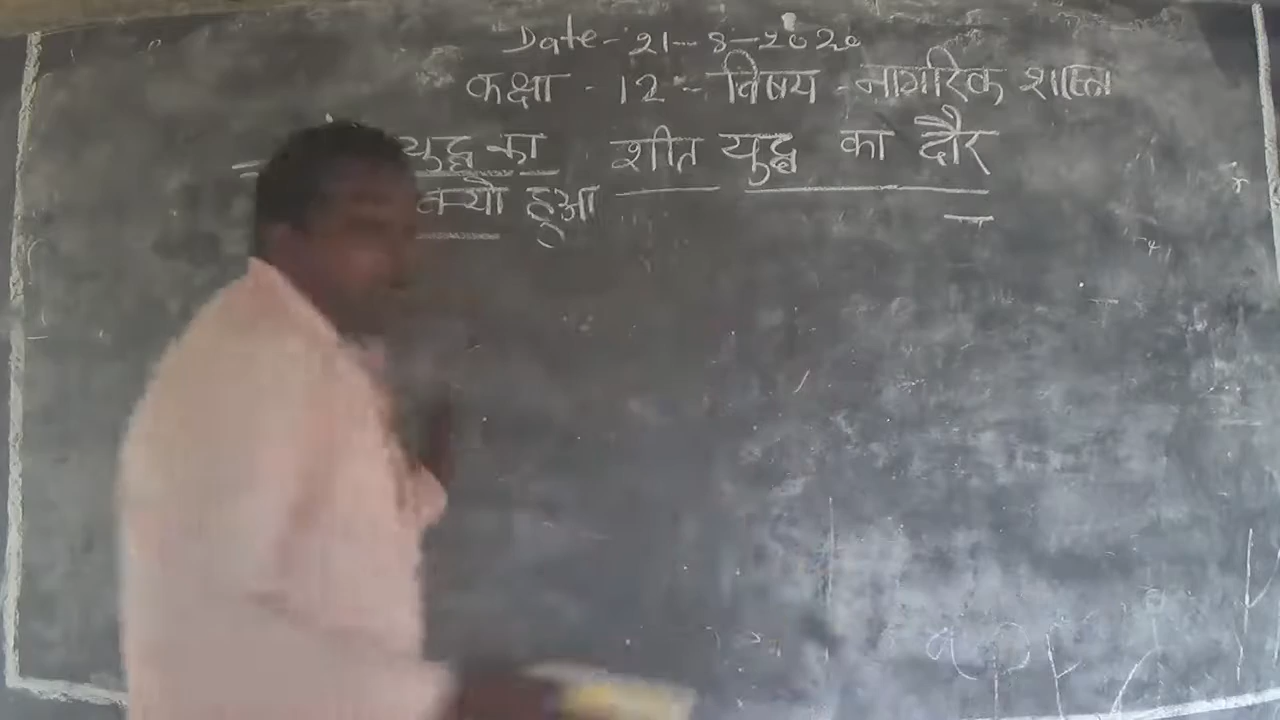 Date - 21-8-2020
कक्षा - 12 - विषय - नागरिक शास्त्र
युद्ध का शीत युद्ध का दौर
क्यों हुआ